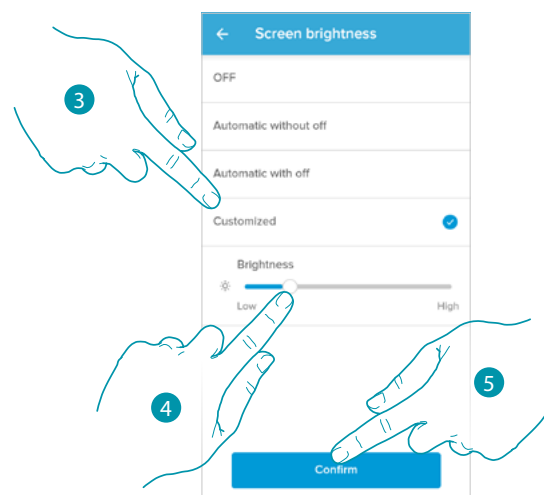 Screen brightness
OFF
Automatic without off
3
Automatic with off
Customized
Brightness
Low High
4
5
Confirm